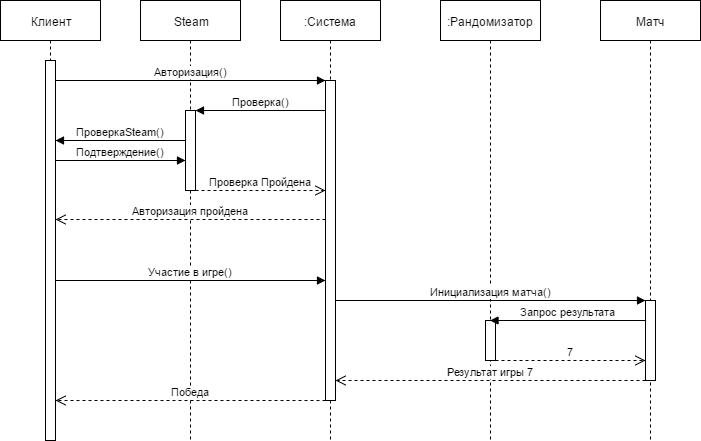 Клиент
Steam
:Система
:Рандомизатор
Матч
Авторизация()
Проверка()
ПроверкаSteam()
Подтверждение()
Проверка Пройдена
Авторизация пройдена
Участие в игре()
Инициализация матча()
Запрос результата
7
Результат игры 7
Победа